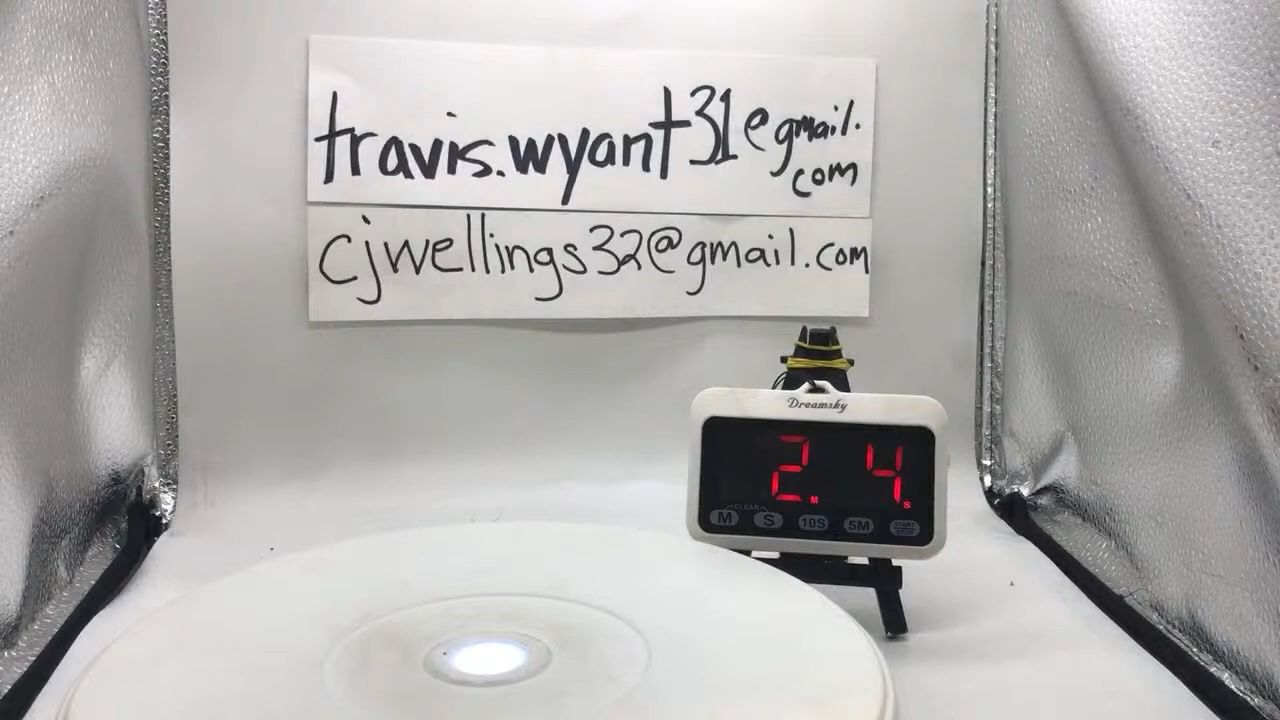 travis.wyant31@gmail.
com
cjwellings32@gmail.com
Dreamsky
2 M 4 S
CLEAR
M S 10S 5M START STOP